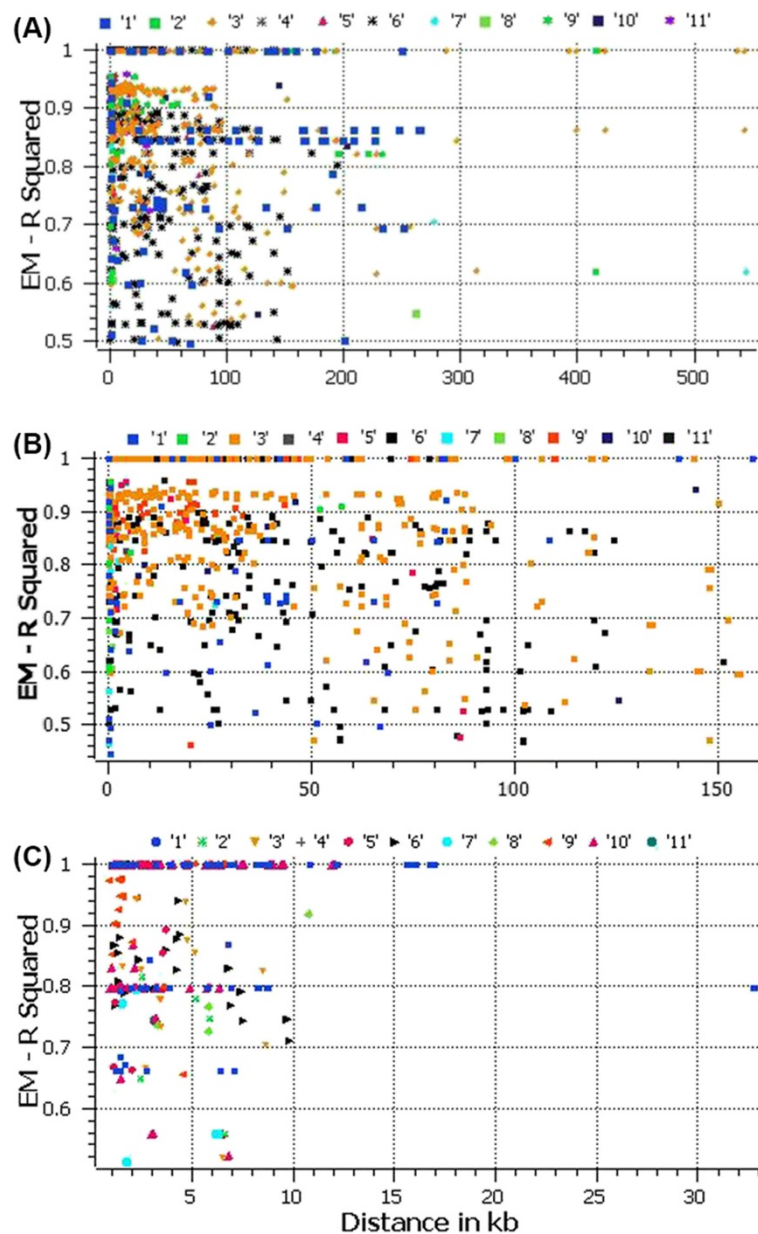 (A) '1' '2' '3' '4' '5' '6' '7' '8' '9' '10' '11'
1
0.9
0.8
0.7
0.6
0.5
EM - R Squared
0 100 200 300 400 500
(B) '1' '2' '3' '4' '5' '6' '7' '8' '9' '10' '11'
1
0.9
0.8
0.7
0.6
0.5
EM - R Squared
0 50 100 150
(C) '1' '2' '3' '4' '5' '6' '7' '8' '9' '10' '11'
1
0.9
0.8
0.7
0.6
EM - R Squared
5 10 15 20 25 30
Distance in kb